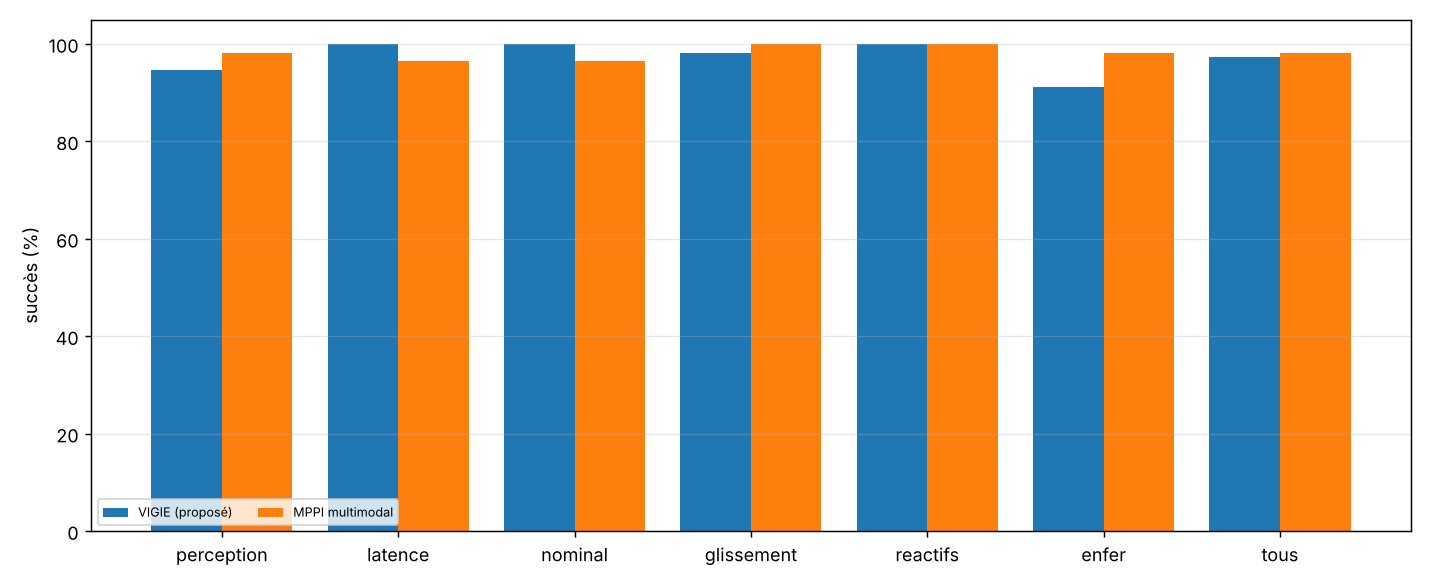 100
80
60
40
20
0
succès (%)
VIGIE (proposé) MPPI multimodal
perception latence nominal glissement reactifs enfer tous